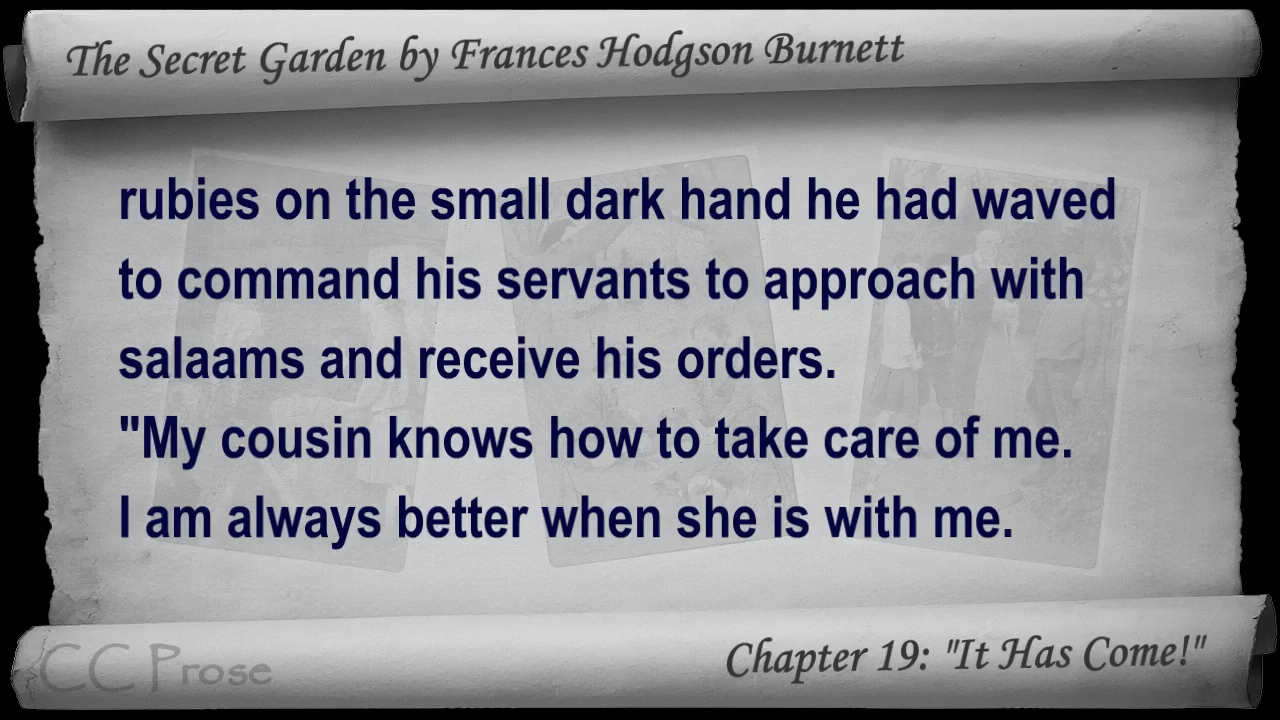 The Secret Garden by Frances Hodgson Burnett
rubies on the small dark hand he had waved
to command his servants to approach with
salaams and receive his orders.
"My cousin knows how to take care of me.
I am always better when she is with me.
CC Prose
Chapter 19: "It Has Come!"